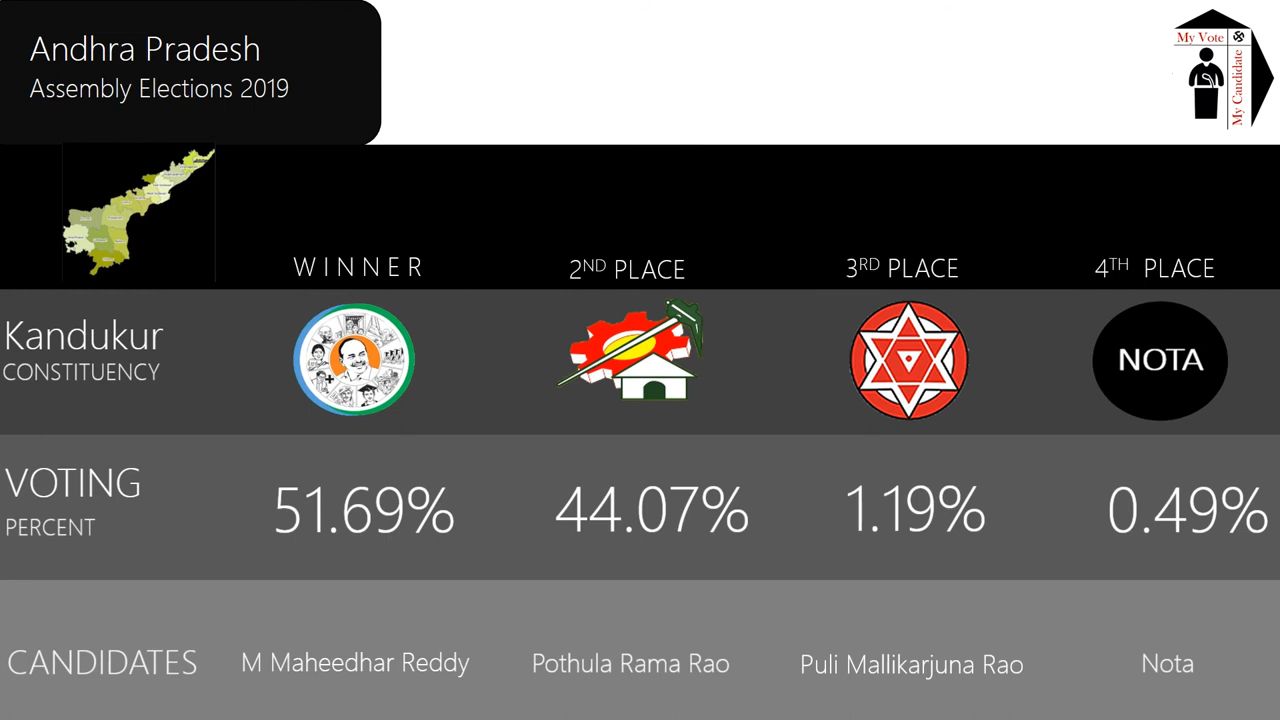 Andhra Pradesh
Assembly Elections 2019
My Vote
My Candidate
WINNER
2ND PLACE
3RD PLACE
4TH PLACE
Kandukur
CONSTITUENCY
NOTA
VOTING
PERCENT
51.69%
44.07%
1.19%
0.49%
CANDIDATES
M Maheedhar Reddy
Pothula Rama Rao
Puli Mallikarjuna Rao
Nota